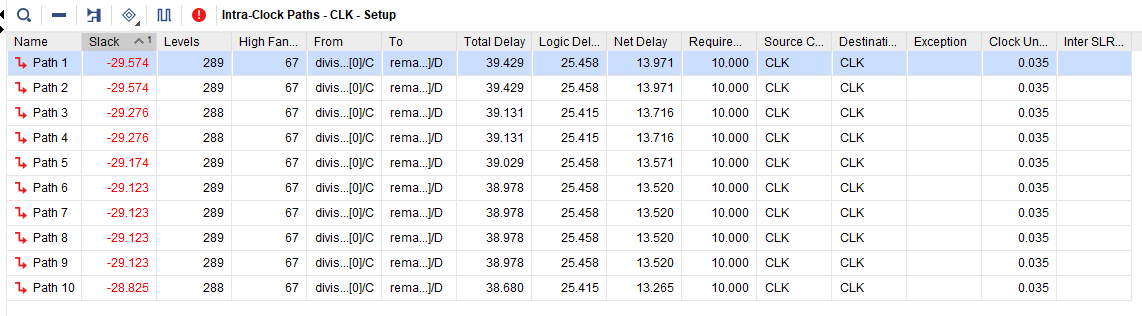 Intra-Clock Paths - CLK - Setup
Name Slack 1 Levels High Fan... From To Total Delay Logic Del... Net Delay Require... Source C... Destinati... Exception Clock Un... Inter SLR...
Path 1 -29.574 289 67 divis...[0]/C rema...]/D 39.429 25.458 13.971 10.000 CLK CLK 0.035
Path 2 -29.574 289 67 divis...[0]/C rema...]/D 39.429 25.458 13.971 10.000 CLK CLK 0.035
Path 3 -29.276 288 67 divis...[0]/C rema...]/D 39.131 25.415 13.716 10.000 CLK CLK 0.035
Path 4 -29.276 288 67 divis...[0]/C rema...]/D 39.131 25.415 13.716 10.000 CLK CLK 0.035
Path 5 -29.174 289 67 divis...[0]/C rema...]/D 39.029 25.458 13.571 10.000 CLK CLK 0.035
Path 6 -29.123 289 67 divis...[0]/C rema...]/D 38.978 25.458 13.520 10.000 CLK CLK 0.035
Path 7 -29.123 289 67 divis...[0]/C rema...]/D 38.978 25.458 13.520 10.000 CLK CLK 0.035
Path 8 -29.123 289 67 divis...[0]/C rema...]/D 38.978 25.458 13.520 10.000 CLK CLK 0.035
Path 9 -29.123 289 67 divis...[0]/C rema...]/D 38.978 25.458 13.520 10.000 CLK CLK 0.035
Path 10 -28.825 288 67 divis...[0]/C rema...]/D 38.680 25.415 13.265 10.000 CLK CLK 0.035